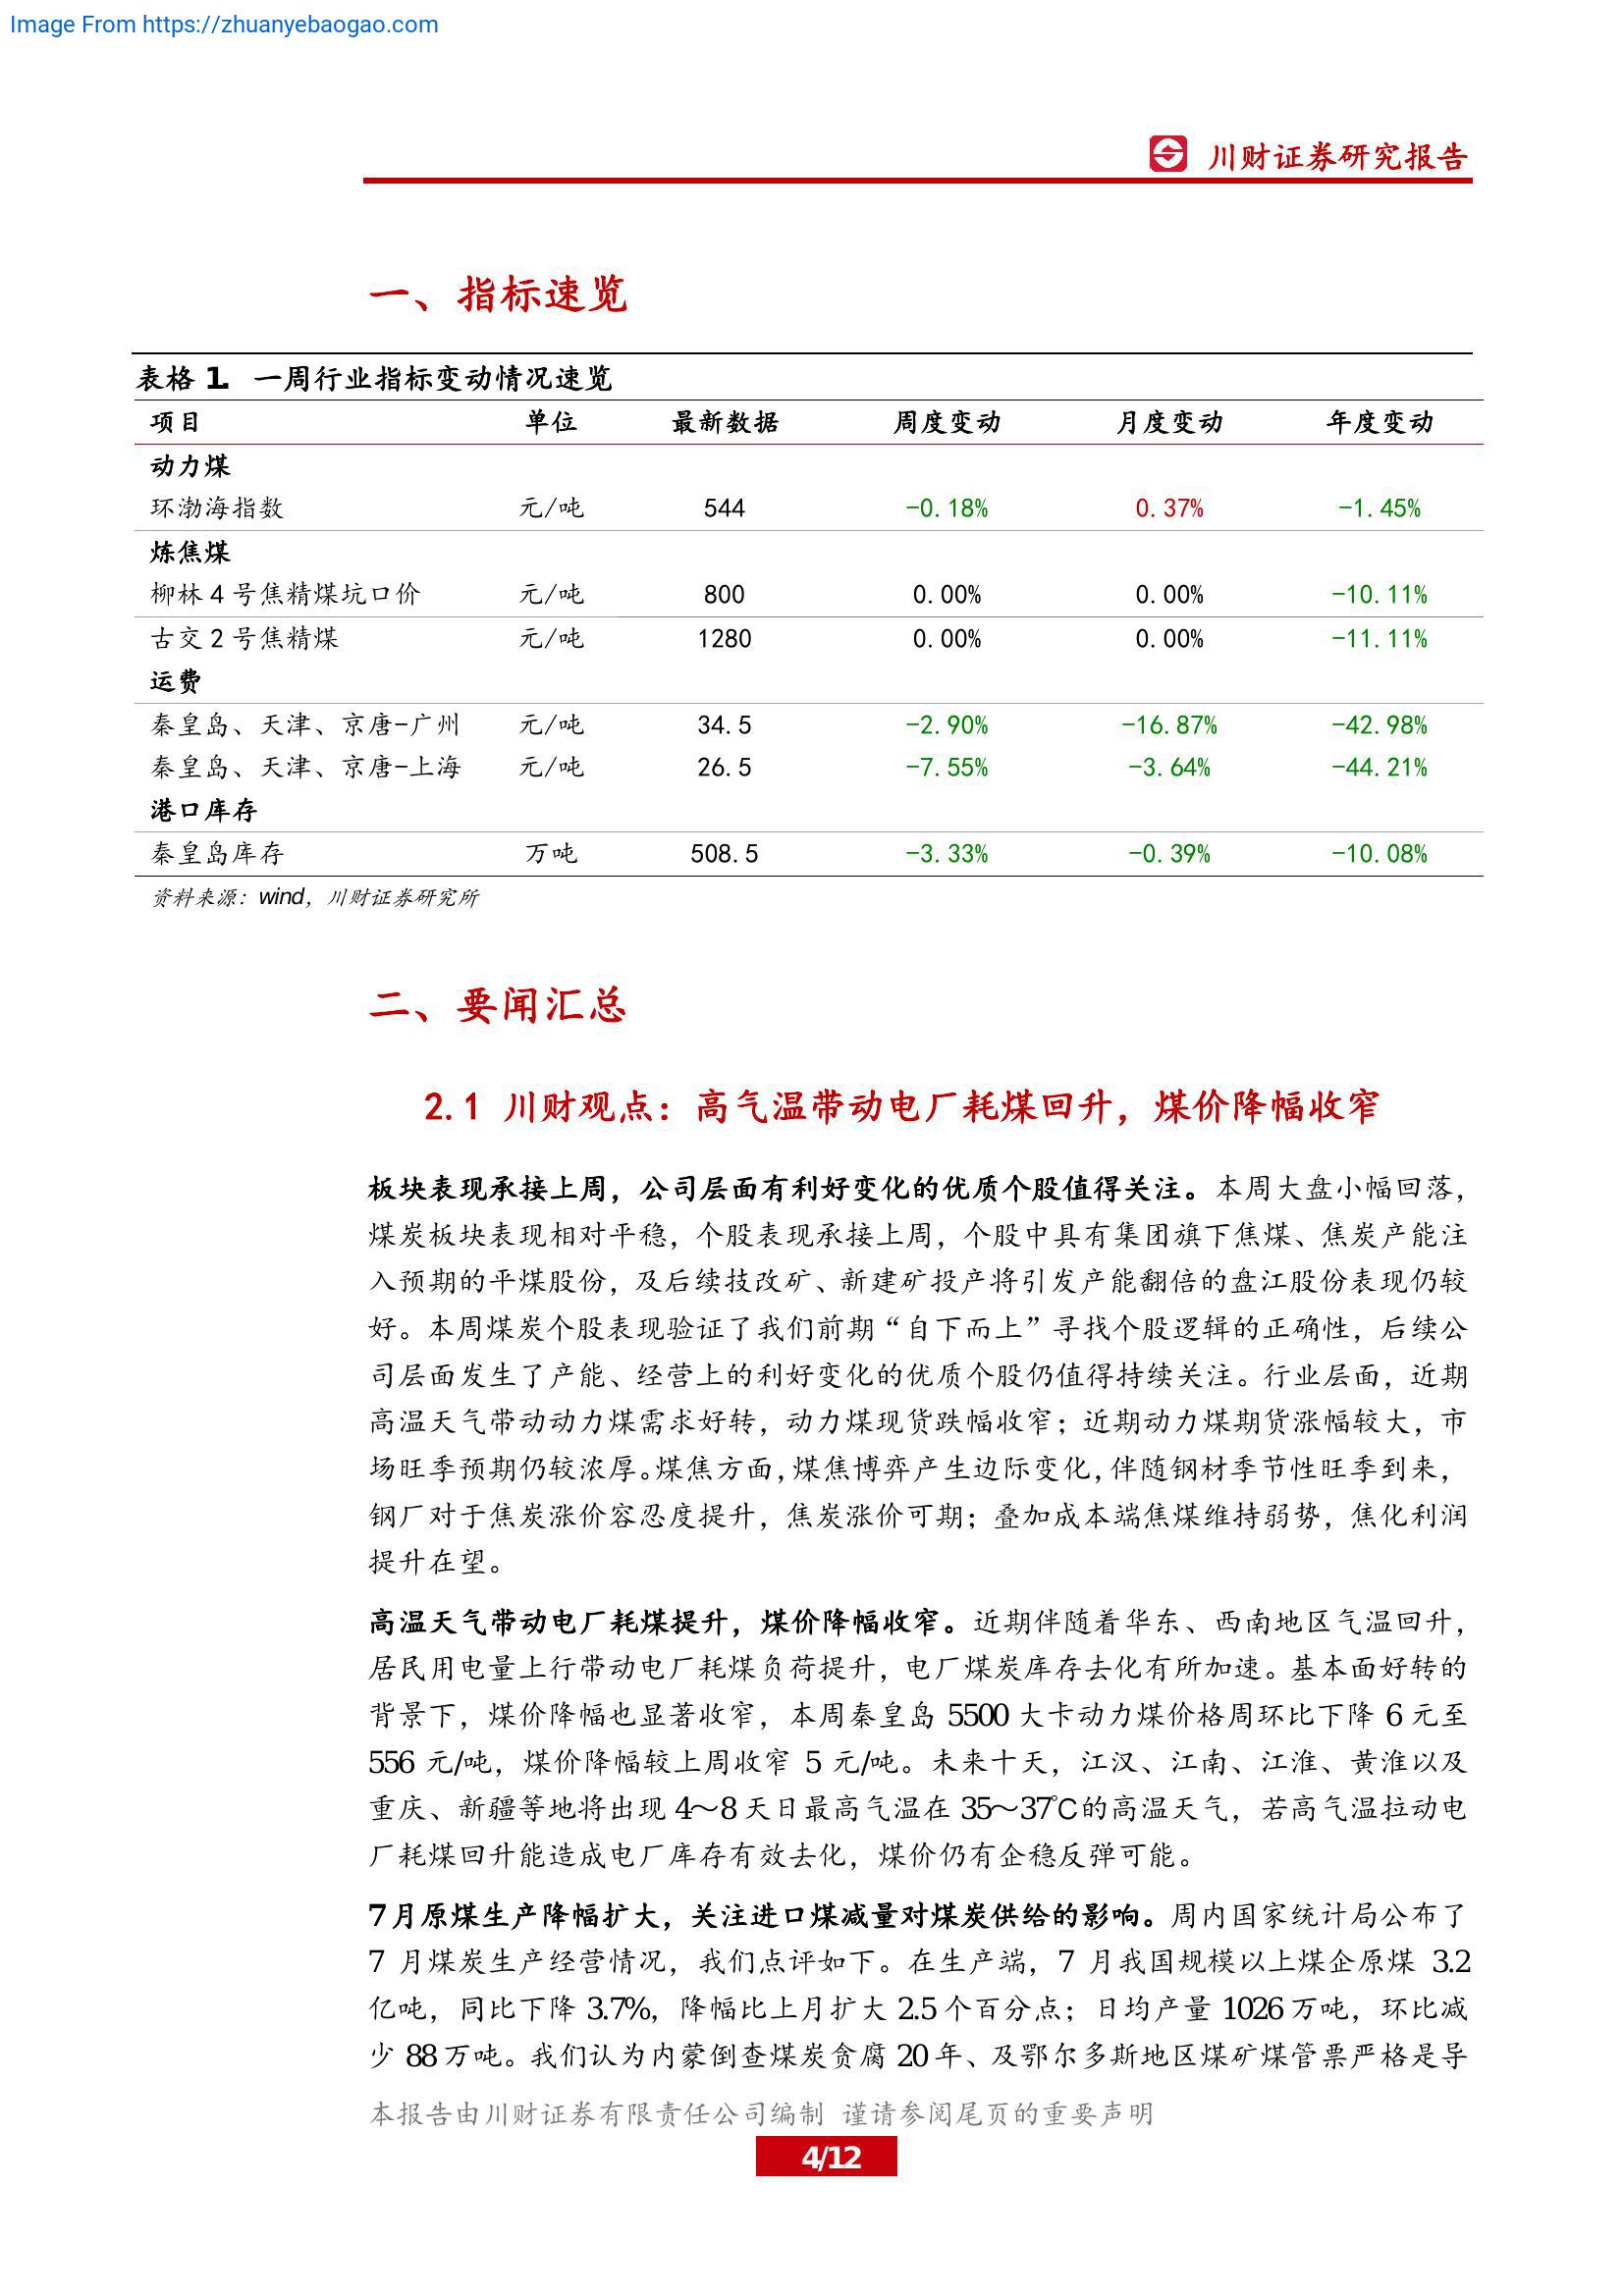 Image From https://zhuanyebaogao.com
川财证券研究报告
一、指标速览
表格 1. 一周行业指标变动情况速览
项目 单位 最新数据 周度变动 月度变动 年度变动
动力煤
环渤海指数 元/吨 544 -0.18% 0.37% -1.45%
炼焦煤
柳林 4 号焦精煤坑口价 元/吨 800 0.00% 0.00% -10.11%
古交 2 号焦精煤 元/吨 1280 0.00% 0.00% -11.11%
运费
秦皇岛、天津、京唐-广州 元/吨 34.5 -2.90% -16.87% -42.98%
秦皇岛、天津、京唐-上海 元/吨 26.5 -7.55% -3.64% -44.21%
港口库存
秦皇岛库存 万吨 508.5 -3.33% -0.39% -10.08%
资料来源：wind，川财证券研究所
二、要闻汇总
2.1 川财观点：高气温带动电厂耗煤回升，煤价降幅收窄
板块表现承接上周，公司层面有利好变化的优质个股值得关注。本周大盘小幅回落，
煤炭板块表现相对平稳，个股表现承接上周，个股中具有集团旗下焦煤、焦炭产能注
入预期的平煤股份，及后续技改矿、新建矿投产将引发产能翻倍的盘江股份表现仍较
好。本周煤炭个股表现验证了我们前期“自下而上”寻找个股逻辑的正确性，后续公
司层面发生了产能、经营上的利好变化的优质个股仍值得持续关注。行业层面，近期
高温天气带动动力煤需求好转，动力煤现货跌幅收窄；近期动力煤期货涨幅较大，市
场旺季预期仍较浓厚。煤焦方面，煤焦博弈产生边际变化，伴随钢材季节性旺季到来，
钢厂对于焦炭涨价容忍度提升，焦炭涨价可期；叠加成本端焦煤维持弱势，焦化利润
提升在望。
高温天气带动电厂耗煤提升，煤价降幅收窄。近期伴随着华东、西南地区气温回升，
居民用电量上行带动电厂耗煤负荷提升，电厂煤炭库存去化有所加速。基本面好转的
背景下，煤价降幅也显著收窄，本周秦皇岛 5500 大卡动力煤价格周环比下降 6 元至
556 元/吨，煤价降幅较上周收窄 5 元/吨。未来十天，江汉、江南、江淮、黄淮以及
重庆、新疆等地将出现 4～8 天日最高气温在 35～37℃的高温天气，若高气温拉动电
厂耗煤回升能造成电厂库存有效去化，煤价仍有企稳反弹可能。
7 月原煤生产降幅扩大，关注进口煤减量对煤炭供给的影响。周内国家统计局公布了
7 月煤炭生产经营情况，我们点评如下。在生产端，7 月我国规模以上煤企原煤 3.2
亿吨，同比下降 3.7%，降幅比上月扩大 2.5 个百分点；日均产量 1026 万吨，环比减
少 88 万吨。我们认为内蒙倒查煤炭贪腐 20 年、及鄂尔多斯地区煤矿煤管票严格是导
本报告由川财证券有限责任公司编制 谨请参阅尾页的重要声明
4/12